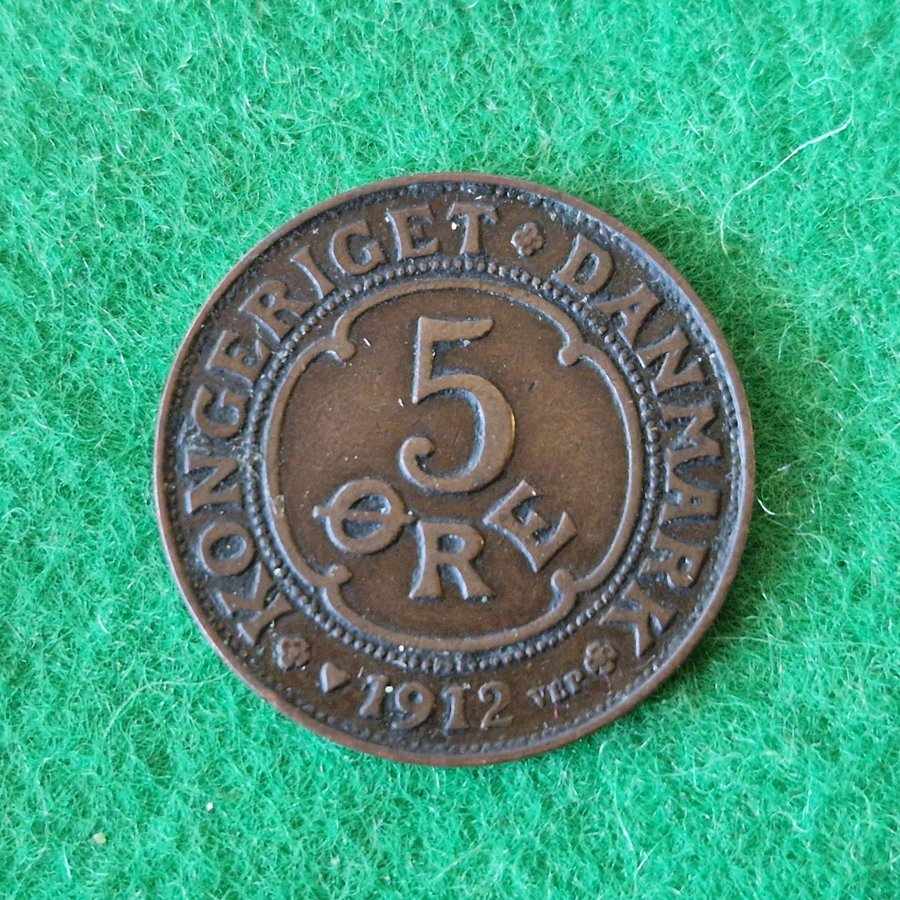 KONGERIGET DANMARK
5
ØRE
1912 VBP